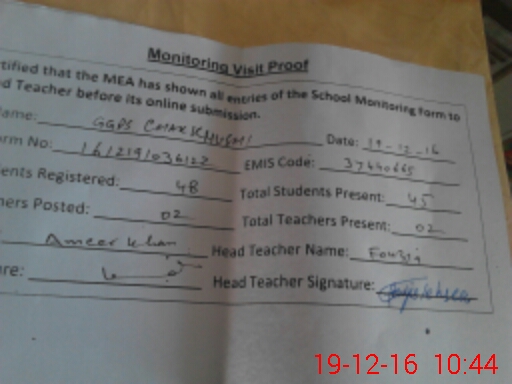 Monitoring Visit Proof
rtified that the MEA has shown all entries of the School Monitoring Form to
d Teacher before its online submission.
Name: GGPS CHAK Date: 19-12-16
orm No: 16/219/036122 EMIS Code: 37440665
ents Registered: 48 Total Students Present: 45
hers Posted: 02 Total Teachers Present: 02
: Ameer Khan Head Teacher Name: Fouzia
re: Head Teacher Signature:
19-12-16 10:44